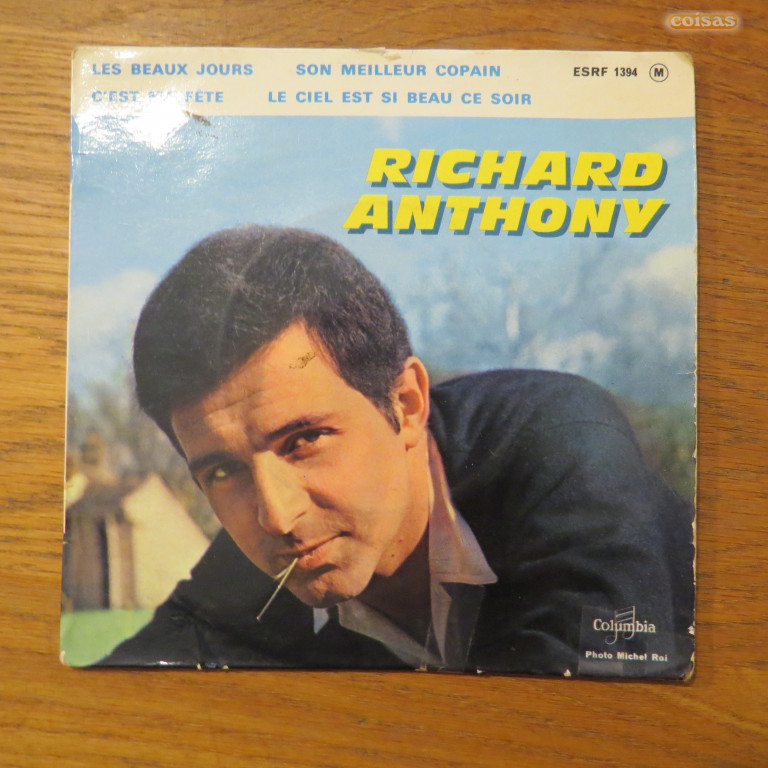 coisas
LES BEAUX JOURS SON MEILLEUR COPAIN ESRF 1394 M
C'EST MA FÊTE LE CIEL EST SI BEAU CE SOIR
RICHARD
ANTHONY
Columbia
Photo Michel Roi